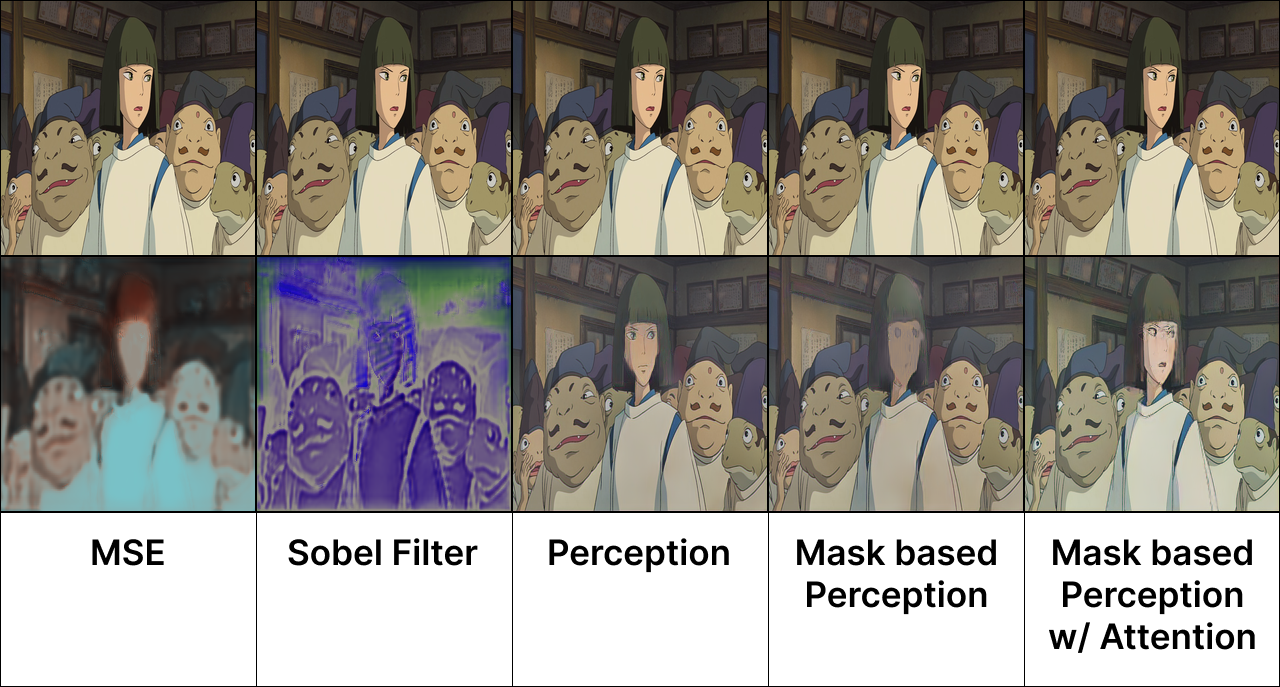 MSE
Sobel Filter
Perception
Mask based
Perception
Mask based
Perception
w/ Attention